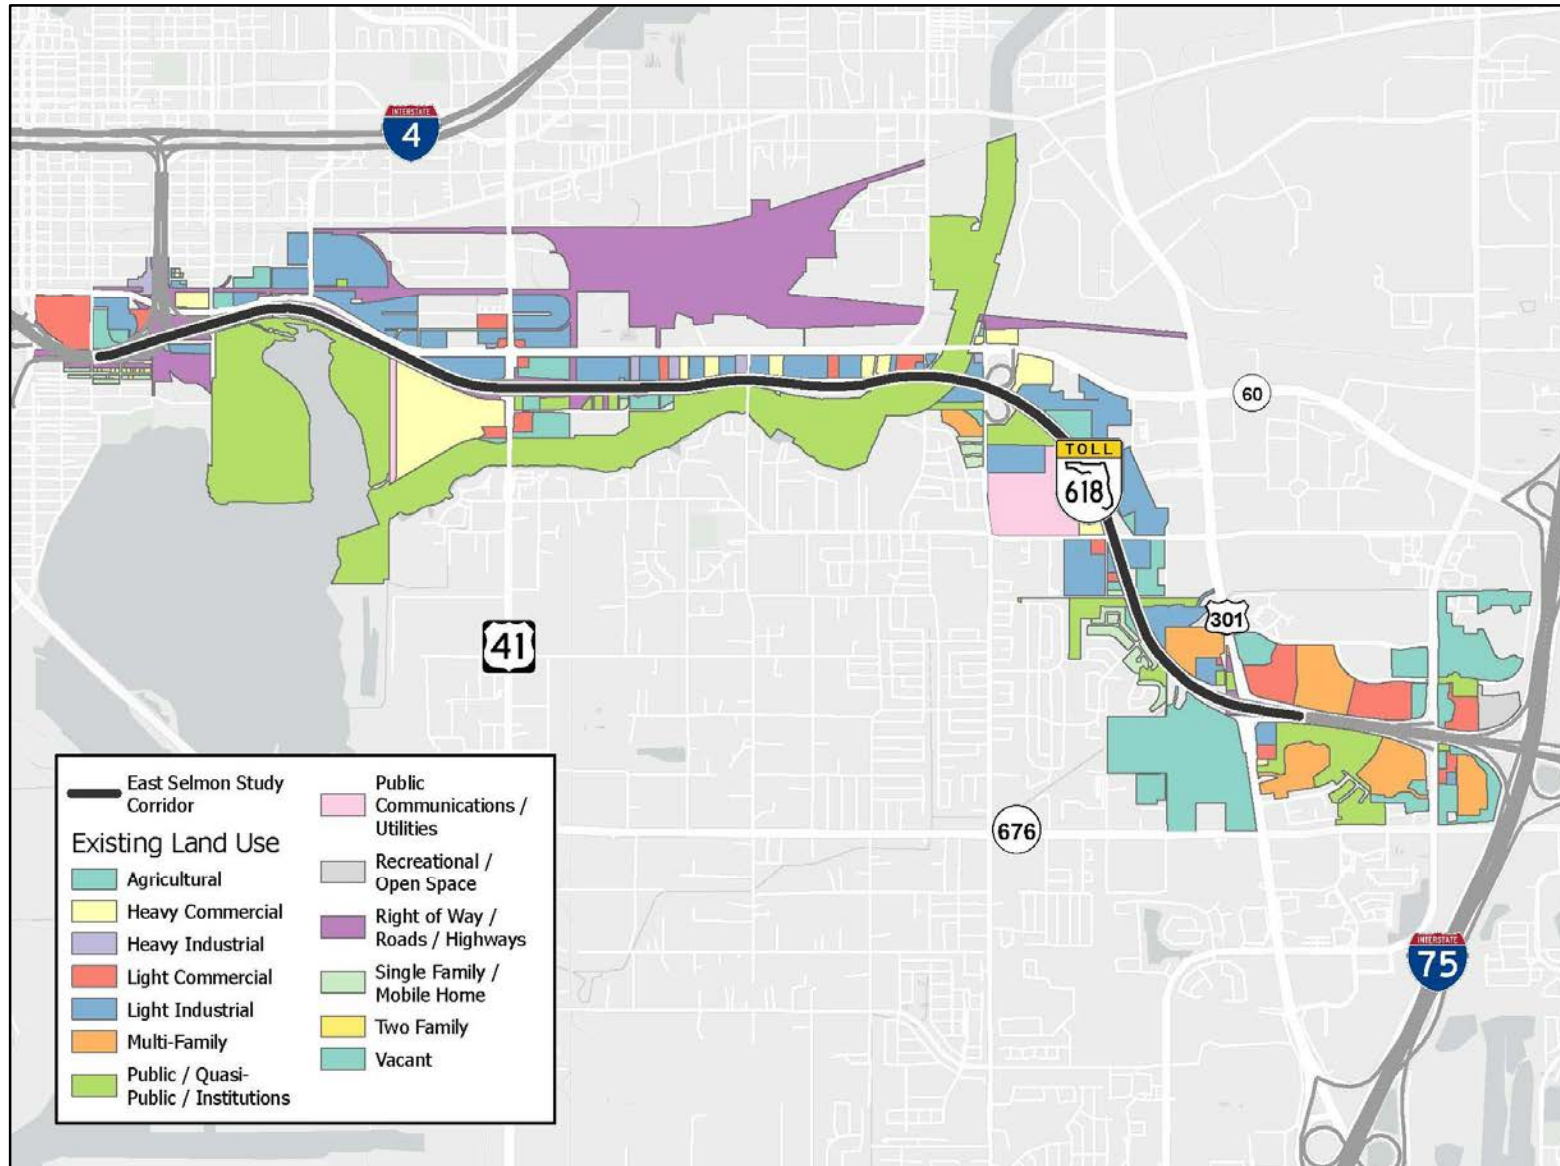 INTERSTATE
4
60
TOLL
618
301
41
676
INTERSTATE
75
East Selmon Study
Corridor
Existing Land Use
Agricultural
Heavy Commercial
Heavy Industrial
Light Commercial
Light Industrial
Multi-Family
Public / Quasi-
Public / Institutions
Public
Communications /
Utilities
Recreational /
Open Space
Right of Way /
Roads / Highways
Single Family /
Mobile Home
Two Family
Vacant